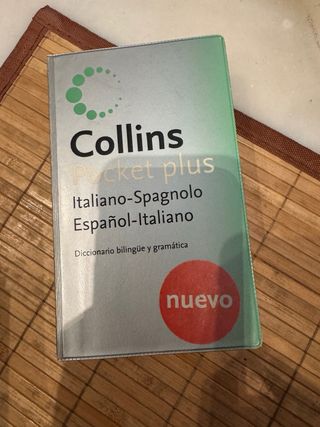 Collins
Pocket plus
Italiano-Spagnolo
Español-Italiano
Diccionario bilingüe y gramática
nuevo